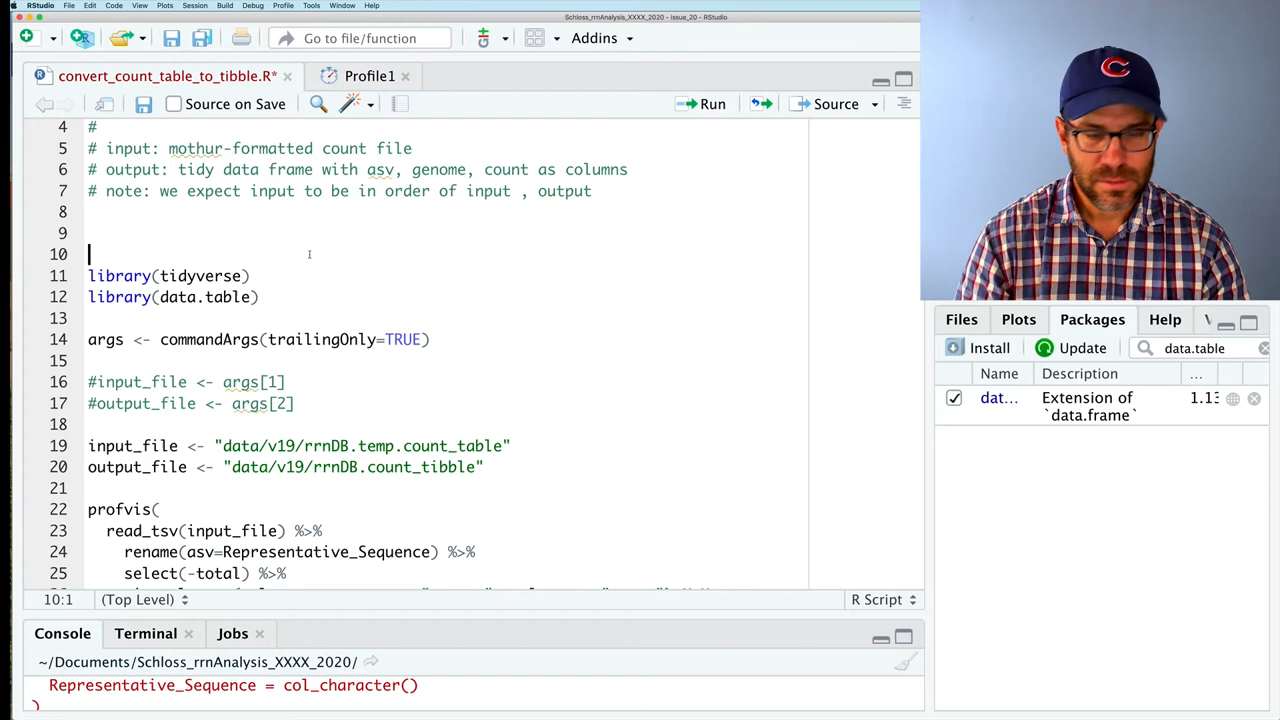 RStudio File Edit Code View Plots Session Build Debug Profile Tools Window Help
Schloss_rrnAnalysis_XXXX_2020 - issue_20 - RStudio
Go to file/function
Addins
convert_count_table_to_tibble.R*
Profile1
Source on Save
Run
Source
4 #
5 # input: mothur-formatted count file
6 # output: tidy data frame with asv, genome, count as columns
7 # note: we expect input to be in order of input , output
8
9
10
11 library(tidyverse)
12 library(data.table)
13
14 args <- commandArgs(trailingOnly=TRUE)
15
16 #input_file <- args[1]
17 #output_file <- args[2]
18
19 input_file <- "data/v19/rrnDB.temp.count_table"
20 output_file <- "data/v19/rrnDB.count_tibble"
21
22 profvis(
23 read_tsv(input_file) %>%
24 rename(asv=Representative_Sequence) %>%
25 select(-total) %>%
10:1 (Top Level) R Script
Console Terminal Jobs
~/Documents/Schloss_rrnAnalysis_XXXX_2020/
Representative_Sequence = col_character()
)
C
Files Plots Packages Help
Install Update data.table
Name Description ...
dat... Extension of `data.frame` 1.13